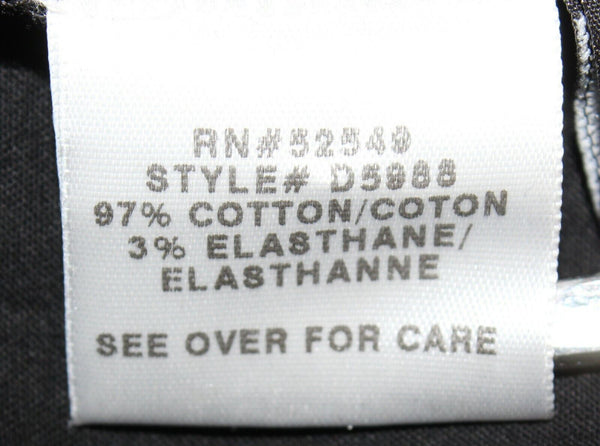 RN#52549
STYLE# D5988
97% COTTON/COTON
3% ELASTHANE/
ELASTHANNE
SEE OVER FOR CARE